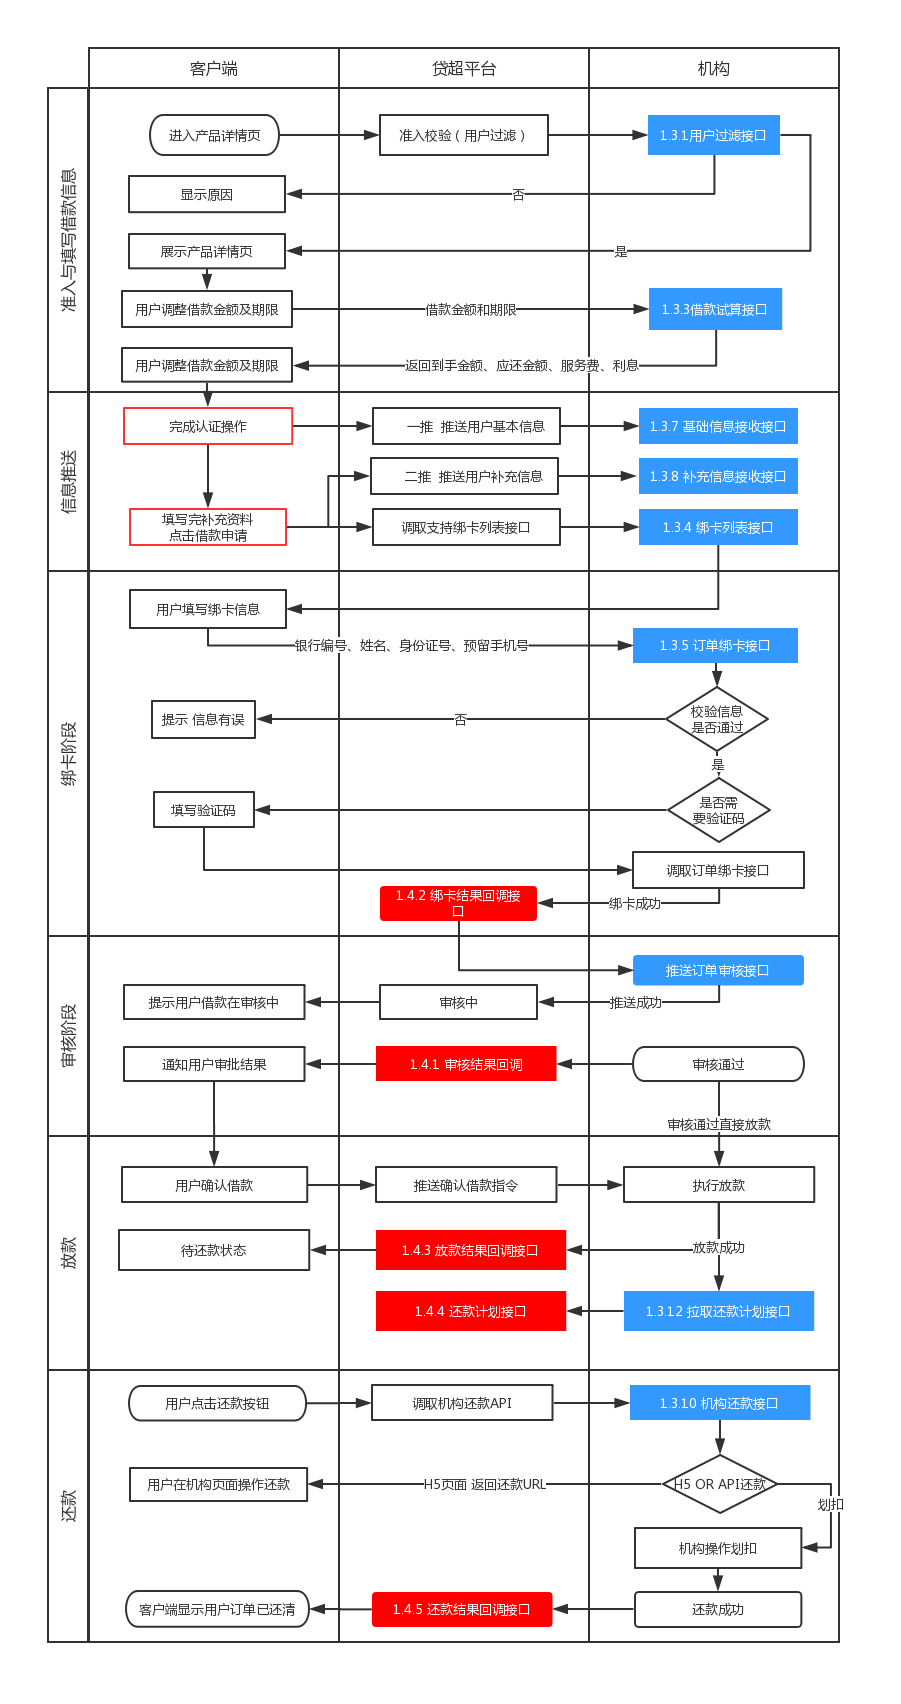 客户端
贷超平台
机构
准入与填写借款信息
进入产品详情页
准入校验（用户过滤）
1.3.1用户过滤接口
显示原因
否
展示产品详情页
是
用户调整借款金额及期限
借款金额和期限
1.3.3借款试算接口
用户调整借款金额及期限
返回到手金额、应还金额、服务费、利息
信息推送
完成认证操作
一推 推送用户基本信息
1.3.7 基础信息接收接口
二推 推送用户补充信息
1.3.8 补充信息接收接口
填写完补充资料
点击借款申请
调取支持绑卡列表接口
1.3.4 绑卡列表接口
绑卡阶段
用户填写绑卡信息
银行编号、姓名、身份证号、预留手机号
1.3.5 订单绑卡接口
提示 信息有误
否
校验信息
是否通过
是
填写验证码
是否需
要验证码
调取订单绑卡接口
1.4.2 绑卡结果回调接
口
绑卡成功
审核阶段
推送订单审核接口
提示用户借款在审核中
审核中
推送成功
通知用户审批结果
1.4.1 审核结果回调
审核通过
审核通过直接放款
放款
用户确认借款
推送确认借款指令
执行放款
待还款状态
1.4.3 放款结果回调接口
放款成功
1.4.4 还款计划接口
1.3.12 拉取还款计划接口
还款
用户点击还款按钮
调取机构还款API
1.3.10 机构还款接口
用户在机构页面操作还款
H5页面 返回还款URL
H5 OR API还款
划扣
机构操作划扣
客户端显示用户订单已还清
1.4.5 还款结果回调接口
还款成功